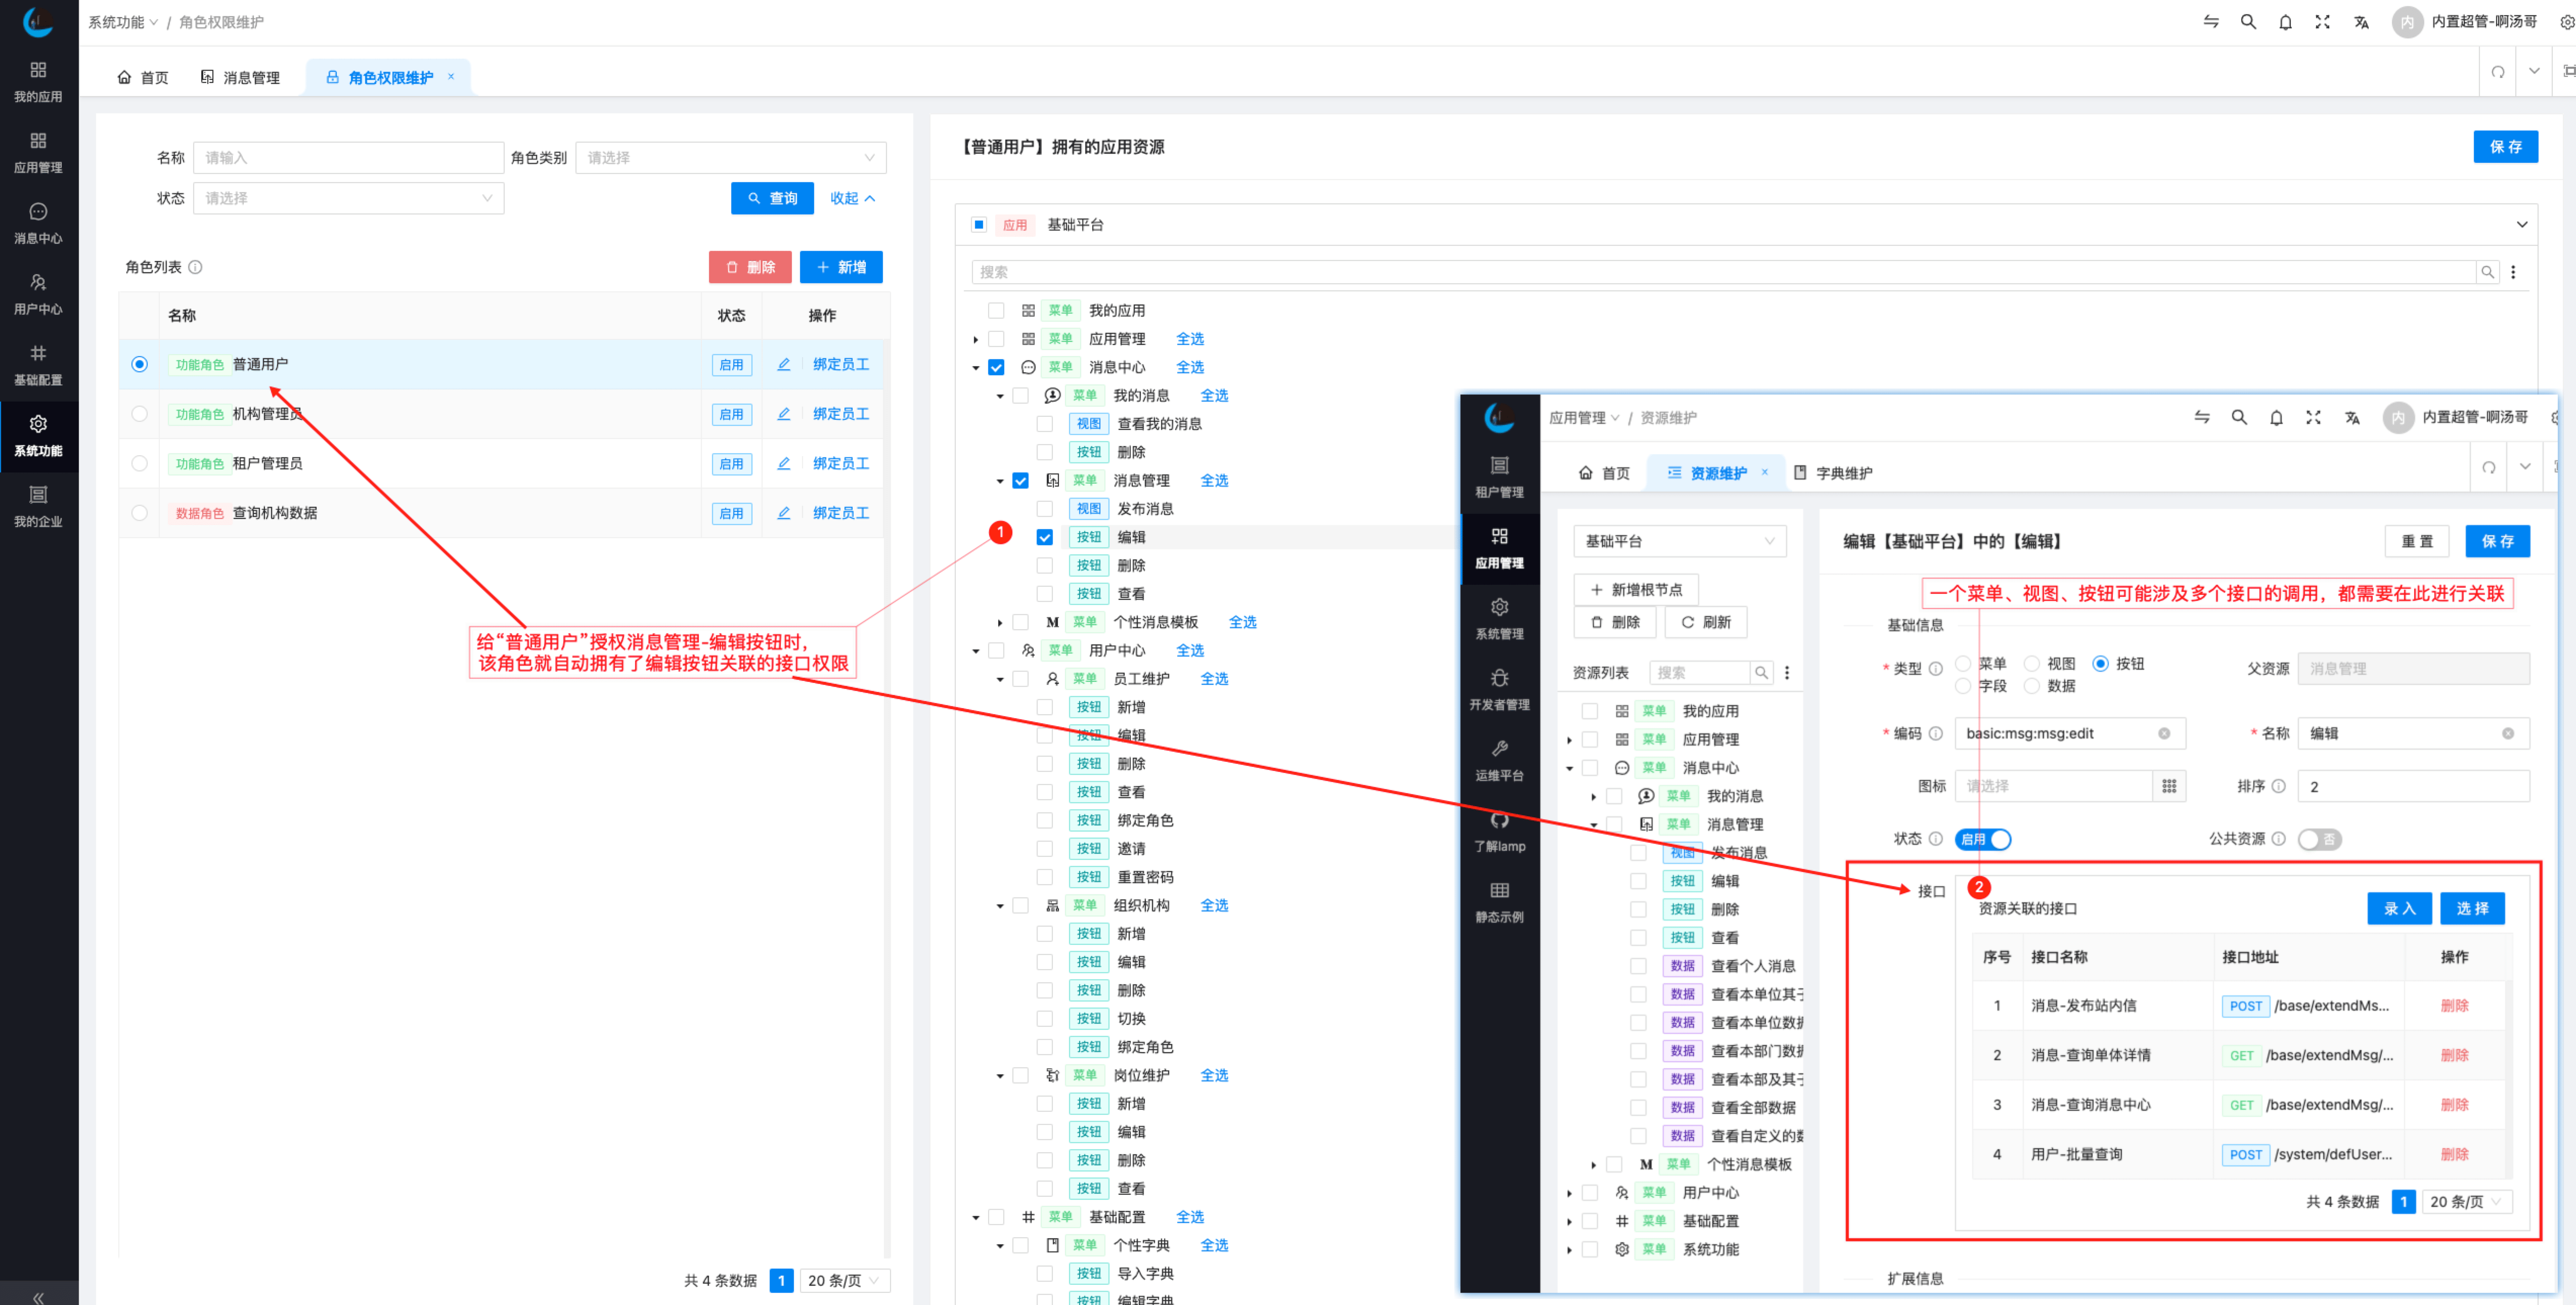 系统功能 / 角色权限维护
内置超管-啊汤哥
首页 消息管理 角色权限维护 ×
我的应用
应用管理
消息中心
用户中心
基础配置
系统功能
我的企业
名称 请输入 角色类别 请选择
状态 请选择 查询 收起
角色列表 删除 新增
名称 状态 操作
功能角色 普通用户 启用 绑定员工
功能角色 机构管理员 启用 绑定员工
功能角色 租户管理员 启用 绑定员工
数据角色 查询机构数据 启用 绑定员工
给“普通用户”授权消息管理-编辑按钮时,
该角色就自动拥有了编辑按钮关联的接口权限
共 4 条数据 1 20 条/页
【普通用户】拥有的应用资源 保 存
应用 基础平台
搜索
菜单 我的应用
菜单 应用管理 全选
菜单 消息中心 全选
菜单 我的消息 全选
视图 查看我的消息
按钮 删除
菜单 消息管理 全选
视图 发布消息
1 按钮 编辑
按钮 删除
按钮 查看
M 菜单 个性消息模板 全选
菜单 用户中心 全选
菜单 员工维护 全选
按钮 新增
按钮 编辑
按钮 删除
按钮 查看
按钮 绑定角色
按钮 邀请
按钮 重置密码
菜单 组织机构 全选
按钮 新增
按钮 编辑
按钮 删除
按钮 切换
按钮 绑定角色
菜单 岗位维护 全选
按钮 新增
按钮 编辑
按钮 删除
按钮 查看
菜单 基础配置 全选
菜单 个性字典 全选
按钮 导入字典
按钮 编辑字典
应用管理 / 资源维护
内 内置超管-啊汤哥
首页 资源维护 × 字典维护
租户管理
应用管理
系统管理
开发者管理
运维平台
了解lamp
静态示例
基础平台
新增根节点
删除 刷新
资源列表 搜索
菜单 我的应用
菜单 应用管理
菜单 消息中心
菜单 我的消息
菜单 消息管理
视图 发布消息
按钮 编辑
按钮 删除
按钮 查看
数据 查看个人消息
数据 查看本单位其
数据 查看本单位数
数据 查看本部门数
数据 查看本部及其
数据 查看全部数据
数据 查看自定义的
M 菜单 个性消息模板
菜单 用户中心
菜单 基础配置
菜单 系统功能
编辑【基础平台】中的【编辑】 重 置 保 存
一个菜单、视图、按钮可能涉及多个接口的调用，都需要在此进行关联
基础信息
* 类型 菜单 视图 按钮 父资源 消息管理
字段 数据
* 编码 basic:msg:msg:edit * 名称 编辑
图标 请选择 排序 2
状态 启用 公共资源 否
接口 2
资源关联的接口 录 入 选 择
序号 接口名称 接口地址 操作
1 消息-发布站内信 POST /base/extendMs... 删除
2 消息-查询单体详情 GET /base/extendMsg/... 删除
3 消息-查询消息中心 GET /base/extendMsg/... 删除
4 用户-批量查询 POST /system/defUser... 删除
共 4 条数据 1 20 条/页
扩展信息